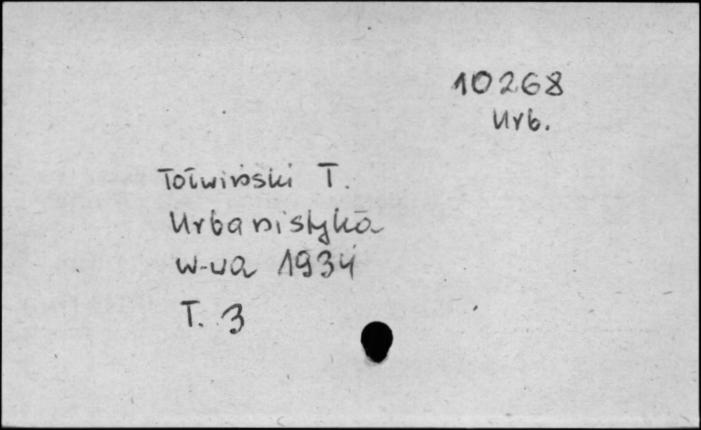 10268
Urb.
Tołwiński T.
Urbanistyka
W-wa 1934
T. 3